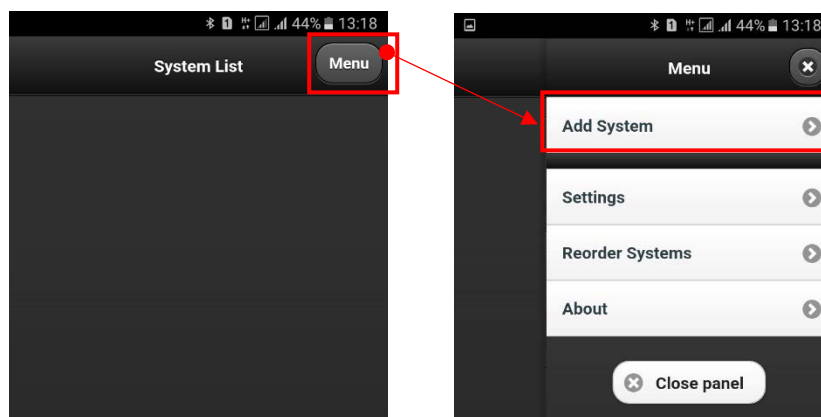 44% 13:18
System List
Menu
44% 13:18
Menu
Add System
Settings
Reorder Systems
About
Close panel